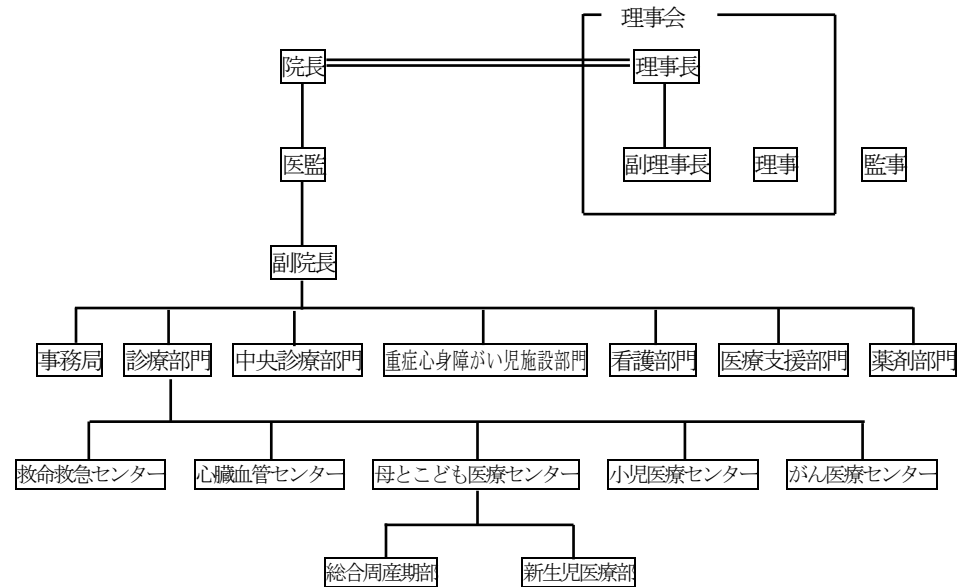 理事会
院長
理事長
医監
副理事長
理事
監事
副院長
事務局
診療部門
中央診療部門
重症心身障がい児施設部門
看護部門
医療支援部門
薬剤部門
救命救急センター
心臓血管センター
母とこども医療センター
小児医療センター
がん医療センター
総合周産期部
新生児医療部